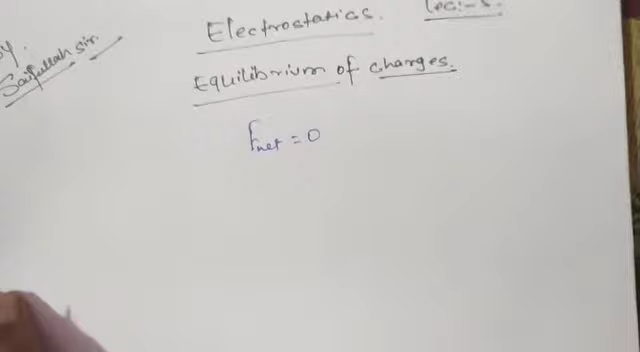 Electrostatics.
Saifullah sir.
Equilibrium of charges.
Fnet = 0